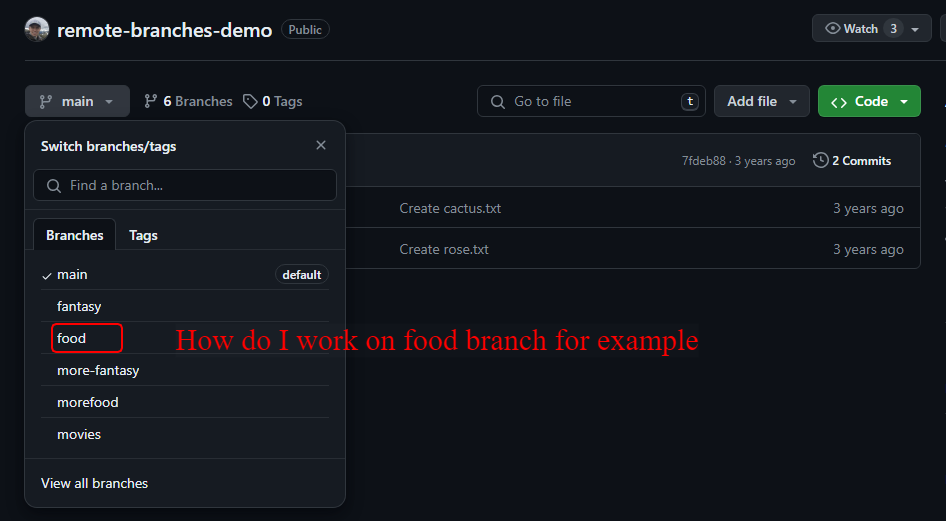 remote-branches-demo Public Watch 3
main 6 Branches 0 Tags Go to file t Add file Code
Switch branches/tags
7fdeb88 · 3 years ago 2 Commits
Find a branch...
Create cactus.txt 3 years ago
Branches Tags
Create rose.txt 3 years ago
main default
fantasy
food How do I work on food branch for example
more-fantasy
morefood
movies
View all branches